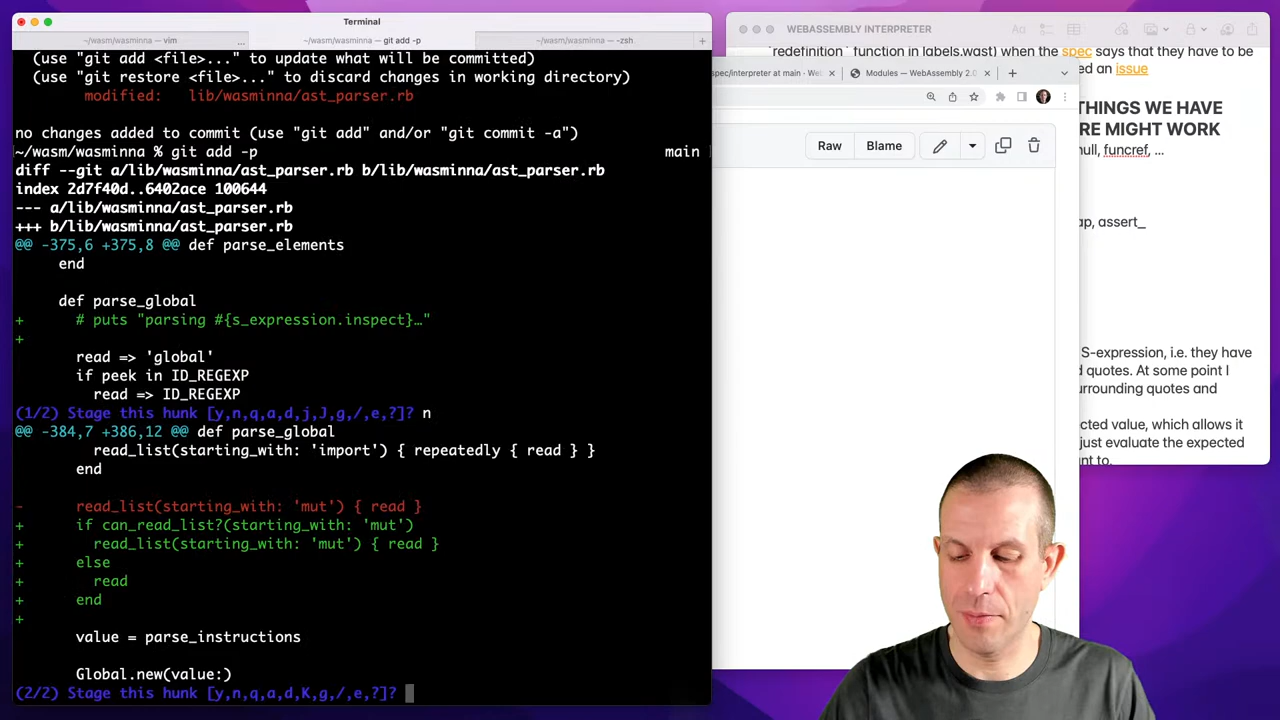 Terminal
~/wasm/wasminna — vim
...
~/wasm/wasminna — git add -p
~/wasm/wasminna — -zsh
+
(use "git add <file>..." to update what will be committed)
(use "git restore <file>..." to discard changes in working directory)
modified:   lib/wasminna/ast_parser.rb
no changes added to commit (use "git add" and/or "git commit -a")
~/wasm/wasminna % git add -p main
diff --git a/lib/wasminna/ast_parser.rb b/lib/wasminna/ast_parser.rb
index 2d7f40d..6402ace 100644
--- a/lib/wasminna/ast_parser.rb
+++ b/lib/wasminna/ast_parser.rb
@@ -375,6 +375,8 @@ def parse_elements
end
def parse_global
+ # puts "parsing #{s_expression.inspect}…"
+
read => 'global'
if peek in ID_REGEXP
read => ID_REGEXP
(1/2) Stage this hunk [y,n,q,a,d,j,J,g,/,e,?]? n
@@ -384,7 +386,12 @@ def parse_global
read_list(starting_with: 'import') { repeatedly { read } }
end
- read_list(starting_with: 'mut') { read }
+ if can_read_list?(starting_with: 'mut')
+ read_list(starting_with: 'mut') { read }
+ else
+ read
+ end
+
value = parse_instructions
Global.new(value:)
(2/2) Stage this hunk [y,n,q,a,d,K,g,/,e,?]?
WEBASSEMBLY INTERPRETER
Aa
`redefinition` function in labels.wast) when the spec says that they have to be
ed an issue
spec/interpreter at main · We
Modules — WebAssembly 2.0
+
Raw
Blame
THINGS WE HAVE
RE MIGHT WORK
null, funcref, ...
ap, assert_
S-expression, i.e. they have
d quotes. At some point I
urrounding quotes and
cted value, which allows it
just evaluate the expected
nt to.